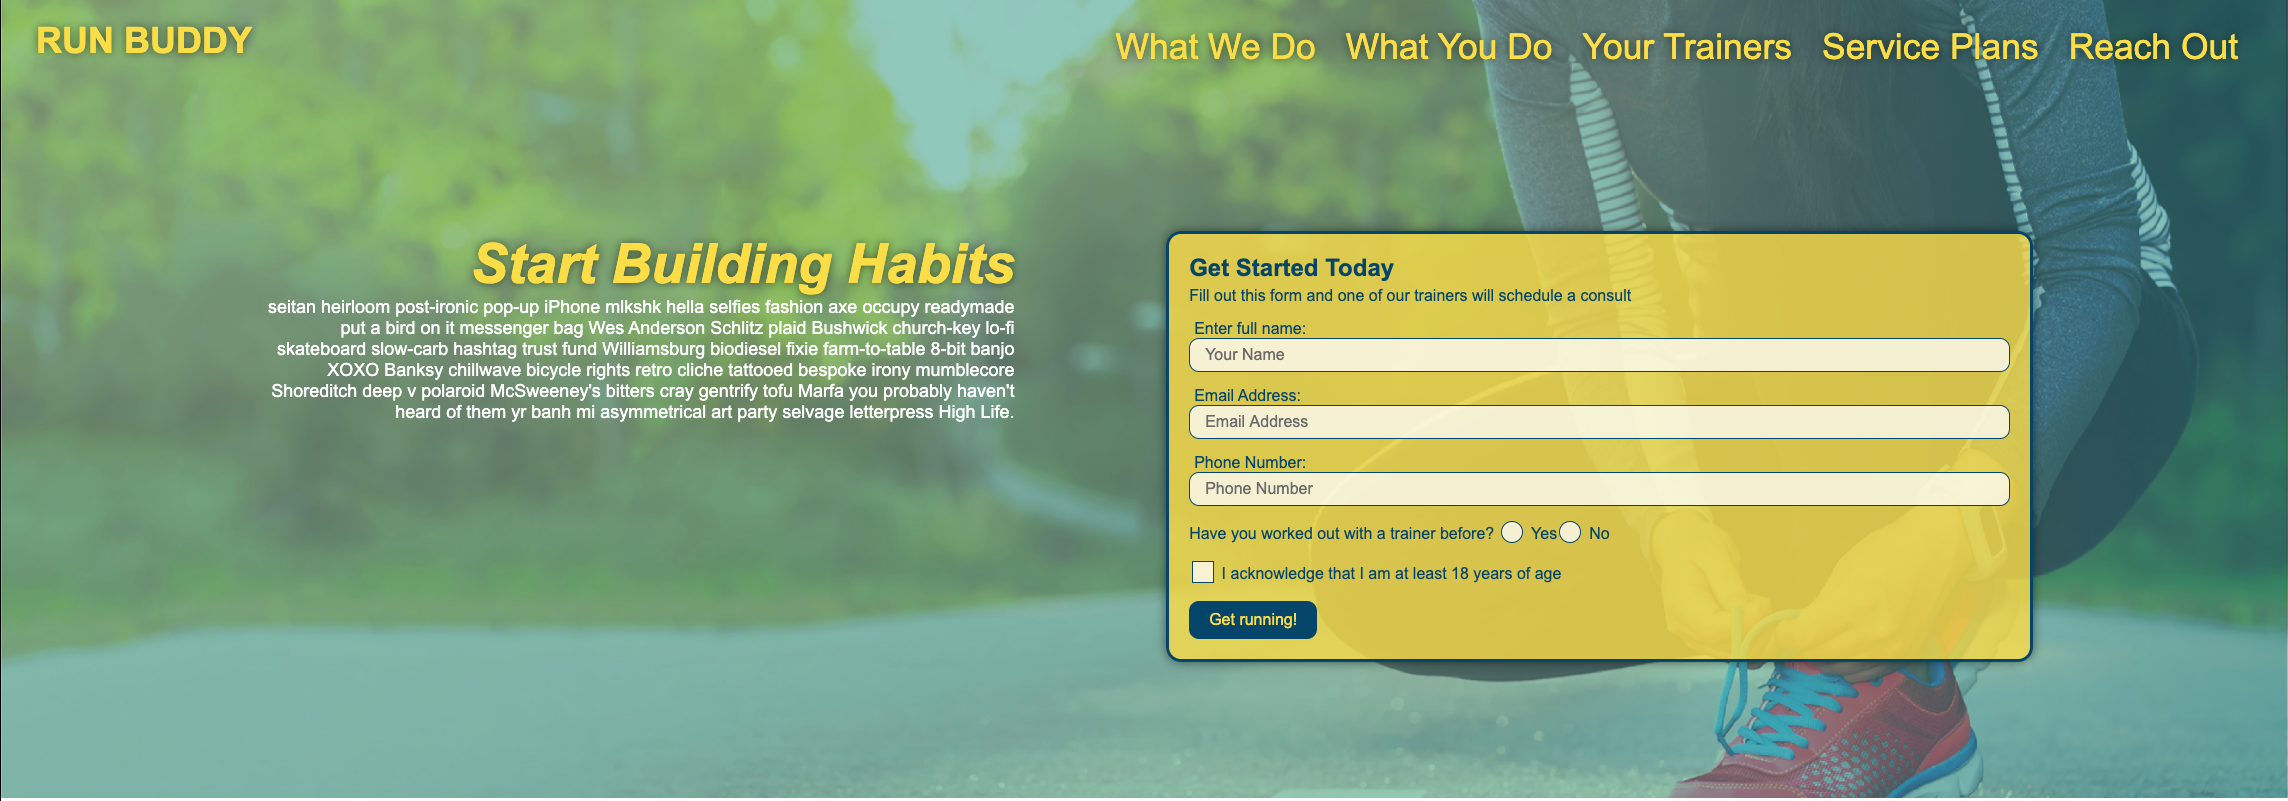 RUN BUDDY
What We Do What You Do Your Trainers Service Plans Reach Out
Start Building Habits
seitan heirloom post-ironic pop-up iPhone mlkshk hella selfies fashion axe occupy readymade
put a bird on it messenger bag Wes Anderson Schlitz plaid Bushwick church-key lo-fi
skateboard slow-carb hashtag trust fund Williamsburg biodiesel fixie farm-to-table 8-bit banjo
XOXO Banksy chillwave bicycle rights retro cliche tattooed bespoke irony mumblecore
Shoreditch deep v polaroid McSweeney's bitters cray gentrify tofu Marfa you probably haven't
heard of them yr banh mi asymmetrical art party selvage letterpress High Life.
Get Started Today
Fill out this form and one of our trainers will schedule a consult
Enter full name:
Your Name
Email Address:
Email Address
Phone Number:
Phone Number
Have you worked out with a trainer before? Yes No
I acknowledge that I am at least 18 years of age
Get running!